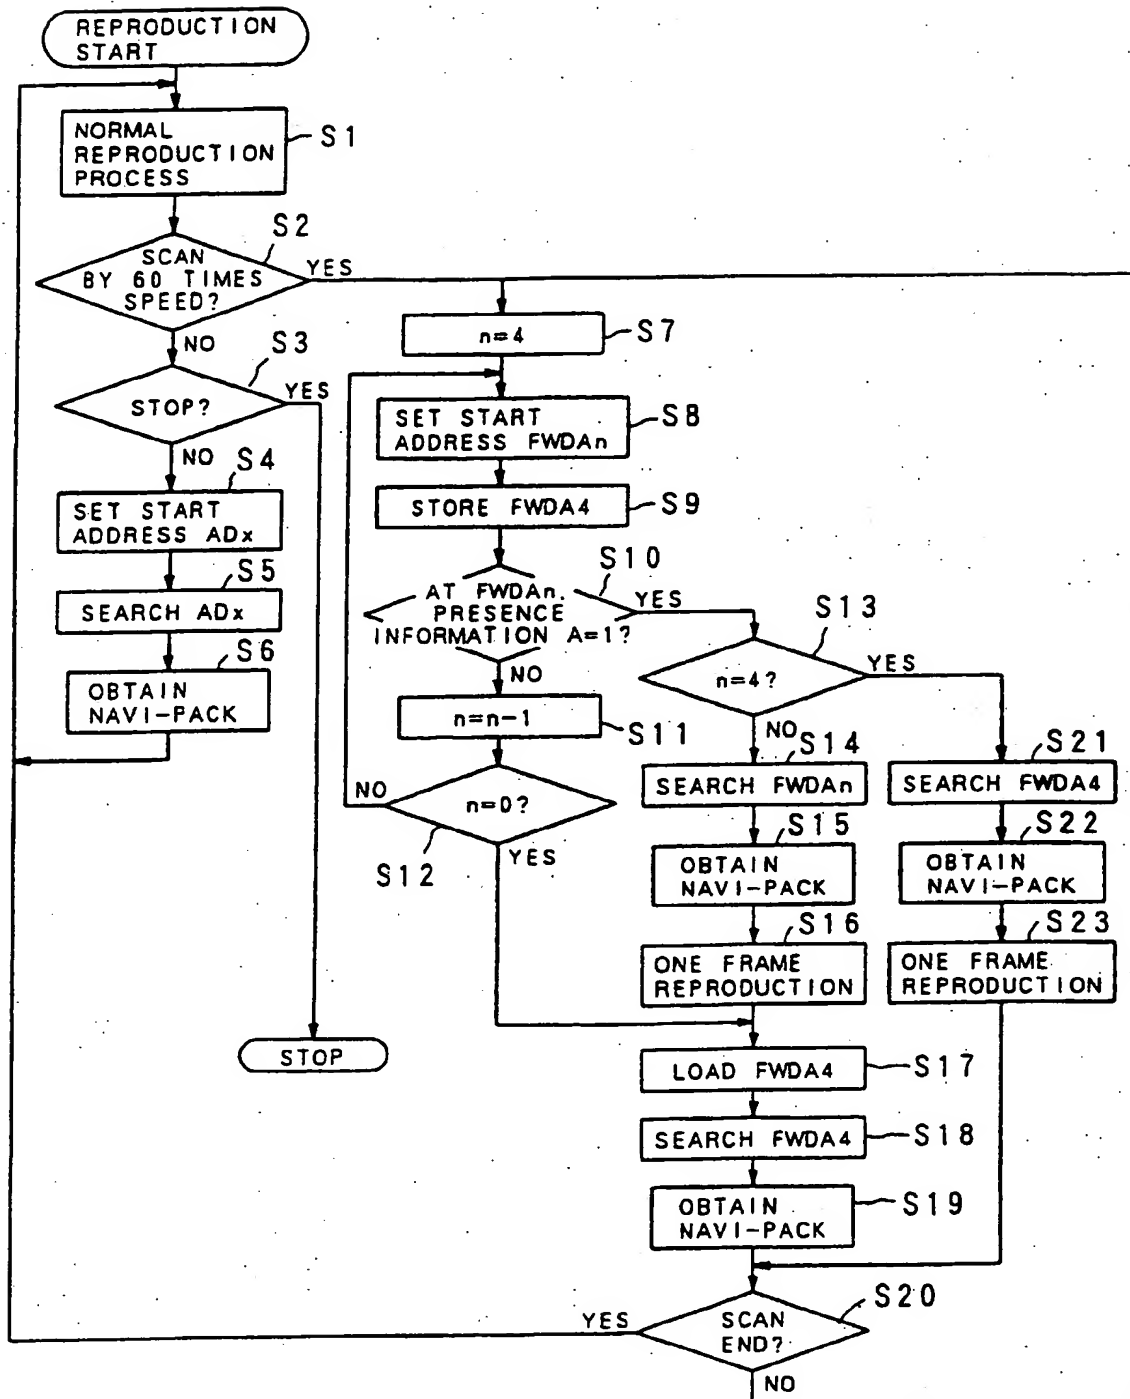 REPRODUCTION
START
NORMAL
REPRODUCTION
PROCESS
S1
SCAN
BY 60 TIMES
SPEED?
S2
YES
NO
STOP?
S3
YES
NO
SET START
ADDRESS ADx
S4
SEARCH ADx
S5
OBTAIN
NAVI-PACK
S6
STOP
n=4
S7
SET START
ADDRESS FWDAn
S8
STORE FWDA4
S9
AT FWDAn,
PRESENCE
INFORMATION A=1?
S10
YES
NO
n=n-1
S11
n=0?
S12
NO
YES
n=4?
S13
YES
NO
SEARCH FWDAn
S14
OBTAIN
NAVI-PACK
S15
ONE FRAME
REPRODUCTION
S16
LOAD FWDA4
S17
SEARCH FWDA4
S18
OBTAIN
NAVI-PACK
S19
SCAN
END?
S20
YES
NO
SEARCH FWDA4
S21
OBTAIN
NAVI-PACK
S22
ONE FRAME
REPRODUCTION
S23